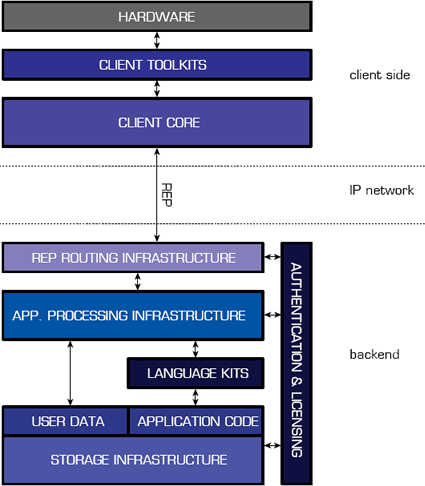 HARDWARE
CLIENT TOOLKITS
client side
CLIENT CORE
REP
IP network
REP ROUTING INFRASTRUCTURE
APP. PROCESSING INFRASTRUCTURE
AUTHENTICATION & LICENSING
backend
LANGUAGE KITS
USER DATA
APPLICATION CODE
STORAGE INFRASTRUCTURE